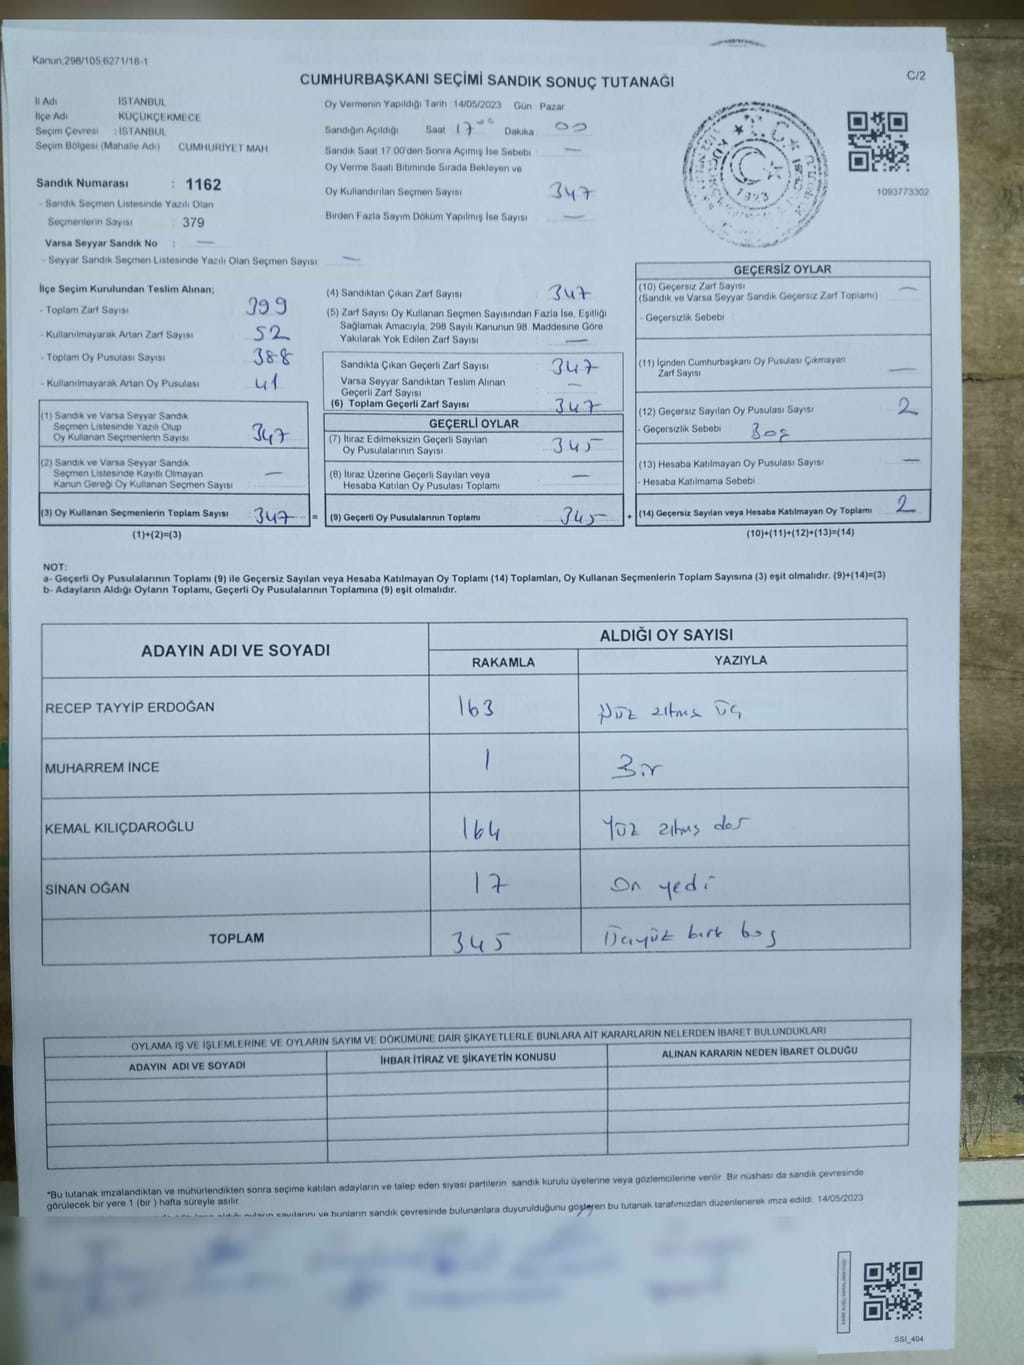 Kanun;298/105,6271/18-1
C/2
CUMHURBAŞKANI SEÇİMİ SANDIK SONUÇ TUTANAĞI
İl Adı : İSTANBUL
İlçe Adı : KÜÇÜKÇEKMECE
Seçim Çevresi : İSTANBUL
Seçim Bölgesi (Mahalle Adı) : CUMHURİYET MAH
Sandık Numarası : 1162
- Sandık Seçmen Listesinde Yazılı Olan
Seçmenlerin Sayısı : 379
Varsa Seyyar Sandık No : —
- Seyyar Sandık Seçmen Listesinde Yazılı Olan Seçmen Sayısı: —
Oy Vermenin Yapıldığı Tarih 14/05/2023 Gün : Pazar
Sandığın Açıldığı Saat 17 00 Dakika : 00
Sandık Saat 17.00'den Sonra Açımış İse Sebebi : —
Oy Verme Saati Bitiminde Sırada Bekleyen ve
Oy Kullandırılan Seçmen Sayısı : 347
Birden Fazla Sayım Döküm Yapılmış İse Sayısı : —
1923
1093773302
İlçe Seçim Kurulundan Teslim Alınan;
- Toplam Zarf Sayısı : 399
- Kullanılmayarak Artan Zarf Sayısı : 52
- Toplam Oy Pusulası Sayısı : 388
- Kullanılmayarak Artan Oy Pusulası : 41
(1) Sandık ve Varsa Seyyar Sandık
Seçmen Listesinde Yazılı Olup
Oy Kullanan Seçmenlerin Sayısı : 347
(2) Sandık ve Varsa Seyyar Sandık
Seçmen Listesinde Kayıtlı Olmayan
Kanun Gereği Oy Kullanan Seçmen Sayısı : —
(3) Oy Kullanan Seçmenlerin Toplam Sayısı : 347 =
(1)+(2)=(3)
(4) Sandıktan Çıkan Zarf Sayısı : 347
(5) Zarf Sayısı Oy Kullanan Seçmen Sayısından Fazla İse, Eşitliği
Sağlamak Amacıyla, 298 Sayılı Kanunun 98. Maddesine Göre
Yakılarak Yok Edilen Zarf Sayısı : —
Sandıkta Çıkan Geçerli Zarf Sayısı : 347
Varsa Seyyar Sandıktan Teslim Alınan
Geçerli Zarf Sayısı : —
(6) Toplam Geçerli Zarf Sayısı : 347
GEÇERLİ OYLAR
(7) İtiraz Edilmeksizin Geçerli Sayılan
Oy Pusulalarının Sayısı : 345
(8) İtiraz Üzerine Geçerli Sayılan veya
Hesaba Katılan Oy Pusulası Toplamı : —
(9) Geçerli Oy Pusulalarının Toplamı : 345 +
GEÇERSİZ OYLAR
(10) Geçersiz Zarf Sayısı : —
(Sandık ve Varsa Seyyar Sandık Geçersiz Zarf Toplamı)
- Geçersizlik Sebebi :
(11) İçinden Cumhurbaşkanı Oy Pusulası Çıkmayan
Zarf Sayısı : —
(12) Geçersiz Sayılan Oy Pusulası Sayısı : 2
- Geçersizlik Sebebi : Boş
(13) Hesaba Katılmayan Oy Pusulası Sayısı : —
- Hesaba Katılmama Sebebi :
(14) Geçersiz Sayılan veya Hesaba Katılmayan Oy Toplamı : 2
(10)+(11)+(12)+(13)=(14)
NOT:
a- Geçerli Oy Pusulalarının Toplamı (9) ile Geçersiz Sayılan veya Hesaba Katılmayan Oy Toplamı (14) Toplamları, Oy Kullanan Seçmenlerin Toplam Sayısına (3) eşit olmalıdır. (9)+(14)=(3)
b- Adayların Aldığı Oyların Toplamı, Geçerli Oy Pusulalarının Toplamına (9) eşit olmalıdır.
ADAYIN ADI VE SOYADI ALDIĞI OY SAYISI
RAKAMLA YAZIYLA
RECEP TAYYİP ERDOĞAN 163 Yüz altmış üç
MUHARREM İNCE 1 Bir
KEMAL KILIÇDAROĞLU 164 Yüz altmış dör
SİNAN OĞAN 17 On yedi
TOPLAM 345 Üçyüz kırk beş
OYLAMA İŞ VE İŞLEMLERİNE VE OYLARIN SAYIM VE DÖKÜMÜNE DAİR ŞİKAYETLERLE BUNLARA AİT KARARLARIN NELERDEN İBARET BULUNDUKLARI
ADAYIN ADI VE SOYADI İHBAR İTİRAZ VE ŞİKAYETİN KONUSU ALINAN KARARIN NEDEN İBARET OLDUĞU
*Bu tutanak imzalandıktan ve mühürlendikten sonra seçime katılan adayların ve talep eden siyasi partilerin sandık kurulu üyelerine veya gözlemcilerine verilir. Bir nüshası da sandık çevresinde
görülecek bir yere 1 (bir ) hafta süreyle asılır.
sayılarını ve bunların sandık çevresinde bulunanlara duyurulduğunu gösteren bu tutanak tarafımızdan düzenlenerek imza edildi. 14/05/2023
SSI_404